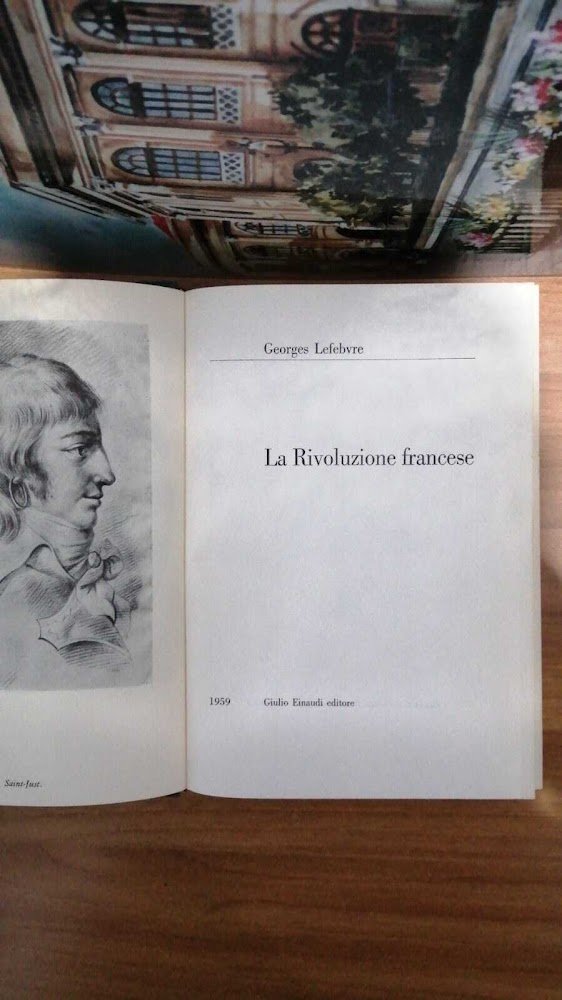 Saint-Just.
Georges Lefebvre
La Rivoluzione francese
1959 Giulio Einaudi editore